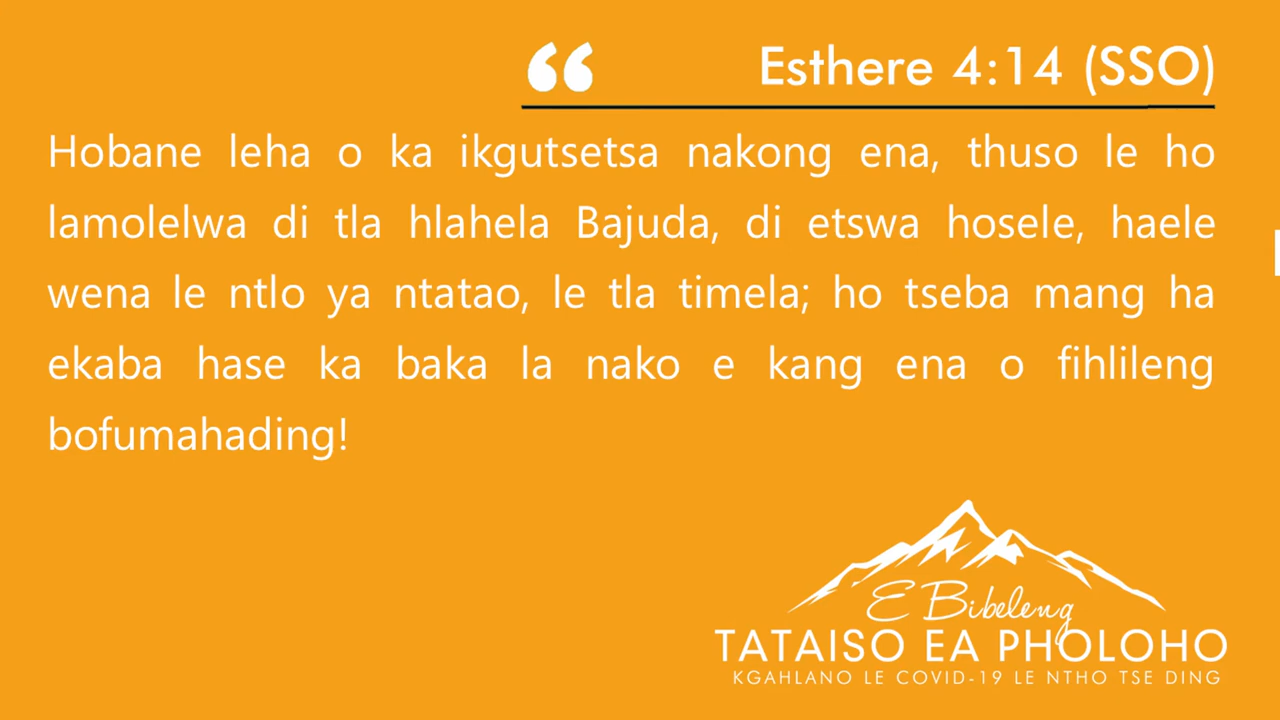 “ Esthere 4:14 (SSO)
Hobane leha o ka ikgutsetsa nakong ena, thuso le ho
lamolelwa di tla hlahela Bajuda, di etswa hosele, haele
wena le ntlo ya ntatao, le tla timela; ho tseba mang ha
ekaba hase ka baka la nako e kang ena o fihlileng
bofumahading!
E Bibeleng
TATAISO EA PHOLOHO
KGAHLANO LE COVID-19 LE NTHO TSE DING